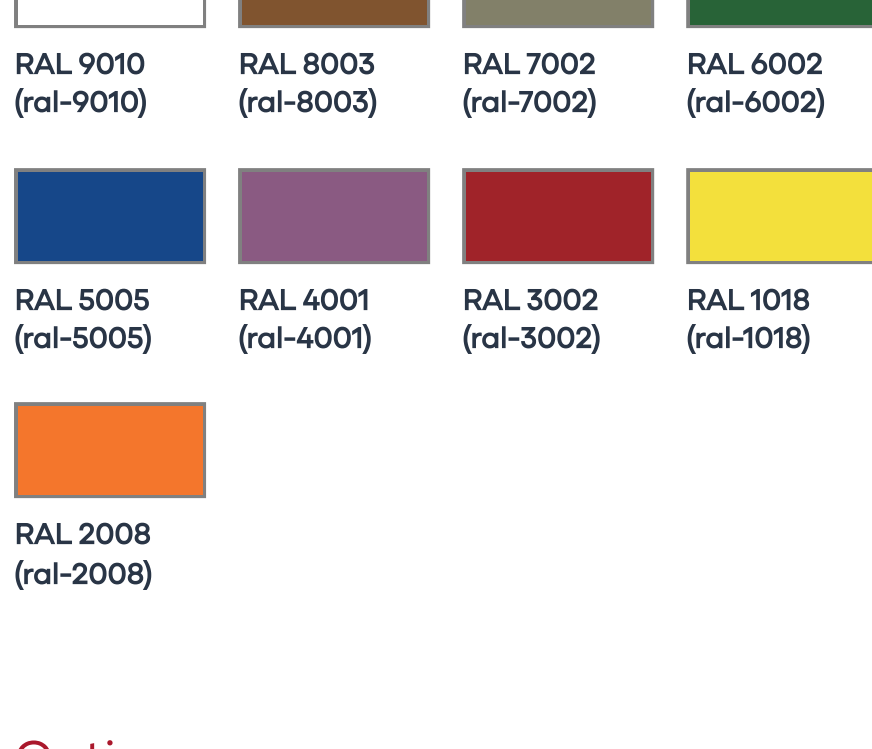 RAL 9010
(ral-9010)
RAL 8003
(ral-8003)
RAL 7002
(ral-7002)
RAL 6002
(ral-6002)
RAL 5005
(ral-5005)
RAL 4001
(ral-4001)
RAL 3002
(ral-3002)
RAL 1018
(ral-1018)
RAL 2008
(ral-2008)